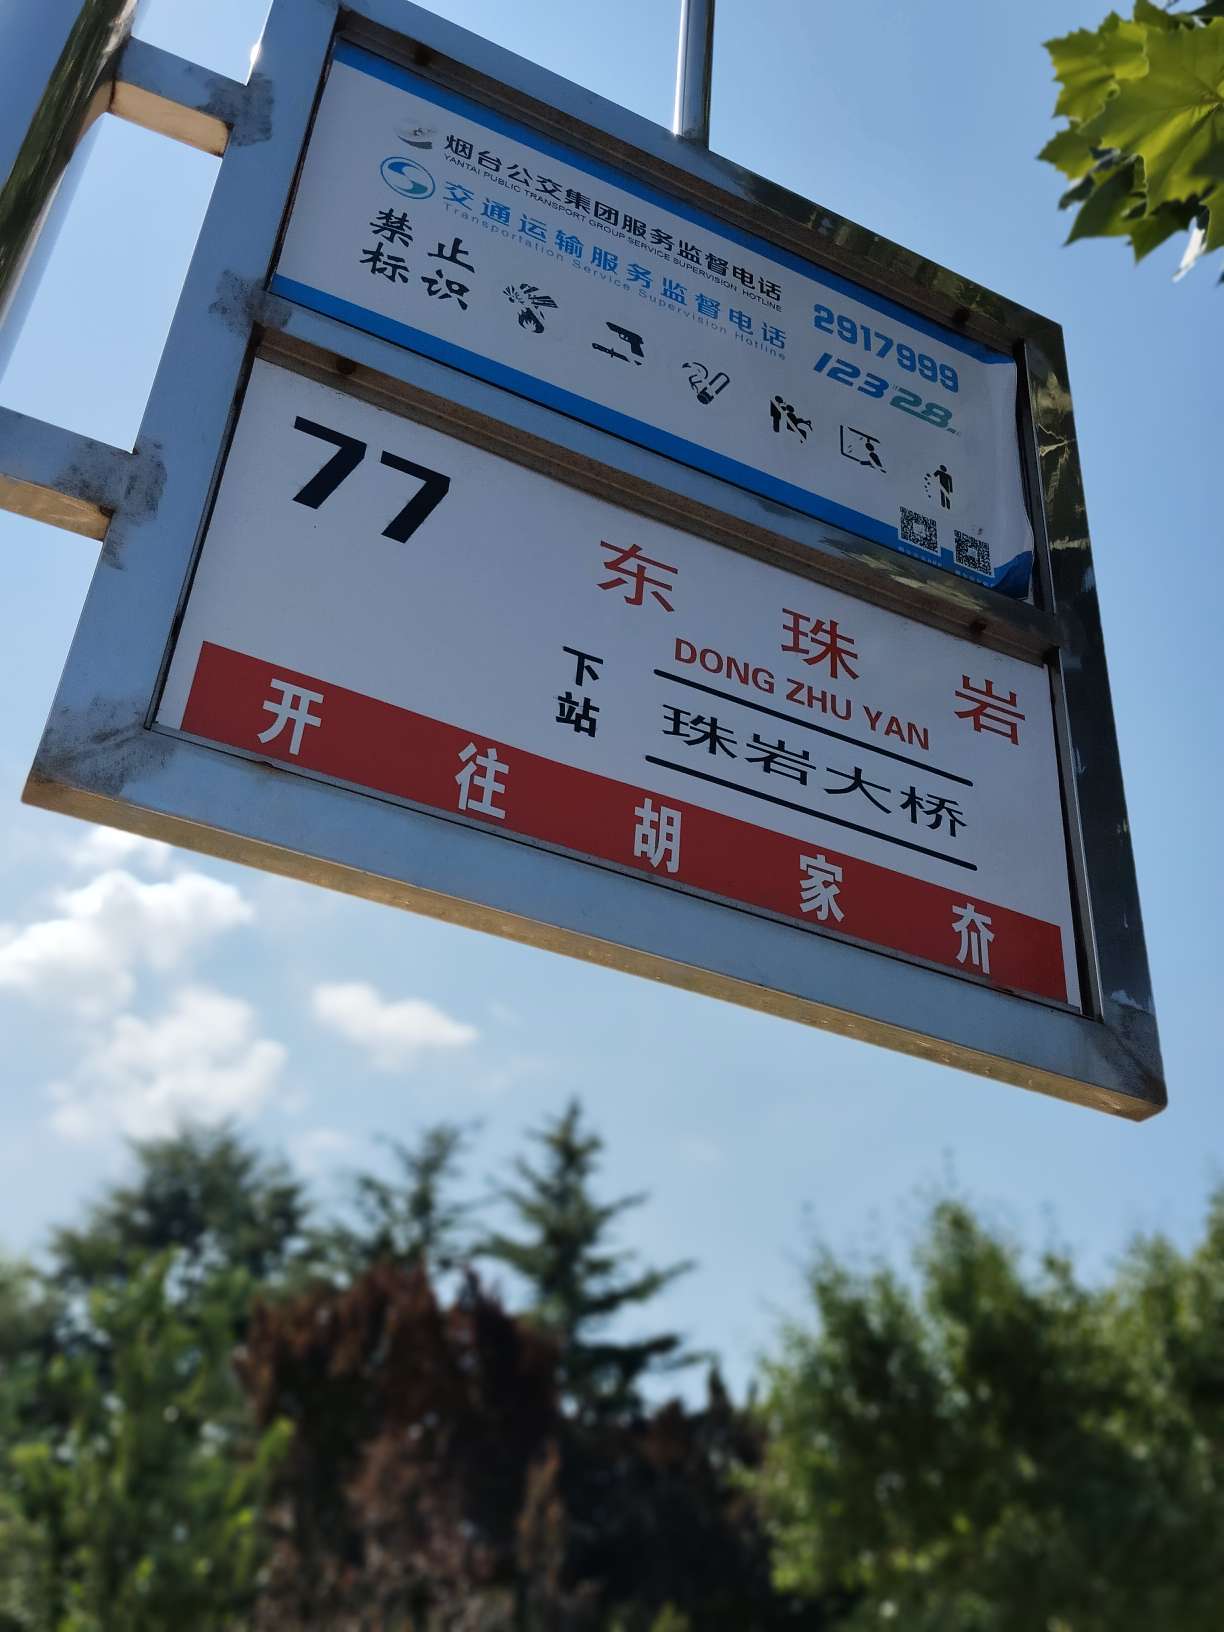 烟台公交集团服务监督电话 2917999
YANTAI PUBLIC TRANSPORT GROUP SERVICE SUPERVISION HOTLINE
交通运输服务监督电话 12328
Transportation Service Supervision Hotline
禁止
标识
77
东珠岩
DONG ZHU YAN
下站
珠岩大桥
开往胡家夼